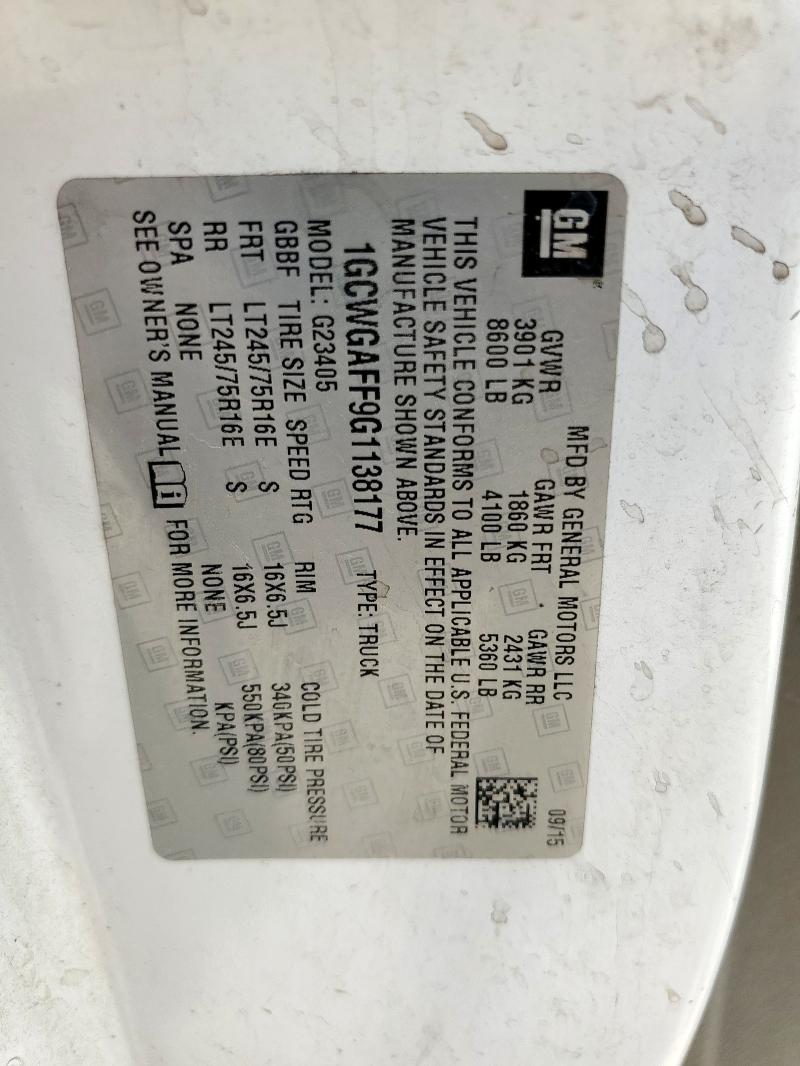 GM
MFD BY GENERAL MOTORS LLC 09/15
GVWR GAWR FRT GAWR RR
3901 KG 1860 KG 2431 KG
8600 LB 4100 LB 5360 LB
THIS VEHICLE CONFORMS TO ALL APPLICABLE U.S. FEDERAL MOTOR
VEHICLE SAFETY STANDARDS IN EFFECT ON THE DATE OF
MANUFACTURE SHOWN ABOVE.
1GCWGAFF9G1138177 TYPE: TRUCK
MODEL: G23405
GBBF TIRE SIZE SPEED RTG RIM COLD TIRE PRESSURE
FRT LT245/75R16E S 16X6.5J 340KPA(50PSI)
RR LT245/75R16E S 16X6.5J 550KPA(80PSI)
SPA NONE NONE KPA(PSI)
SEE OWNER'S MANUAL FOR MORE INFORMATION.